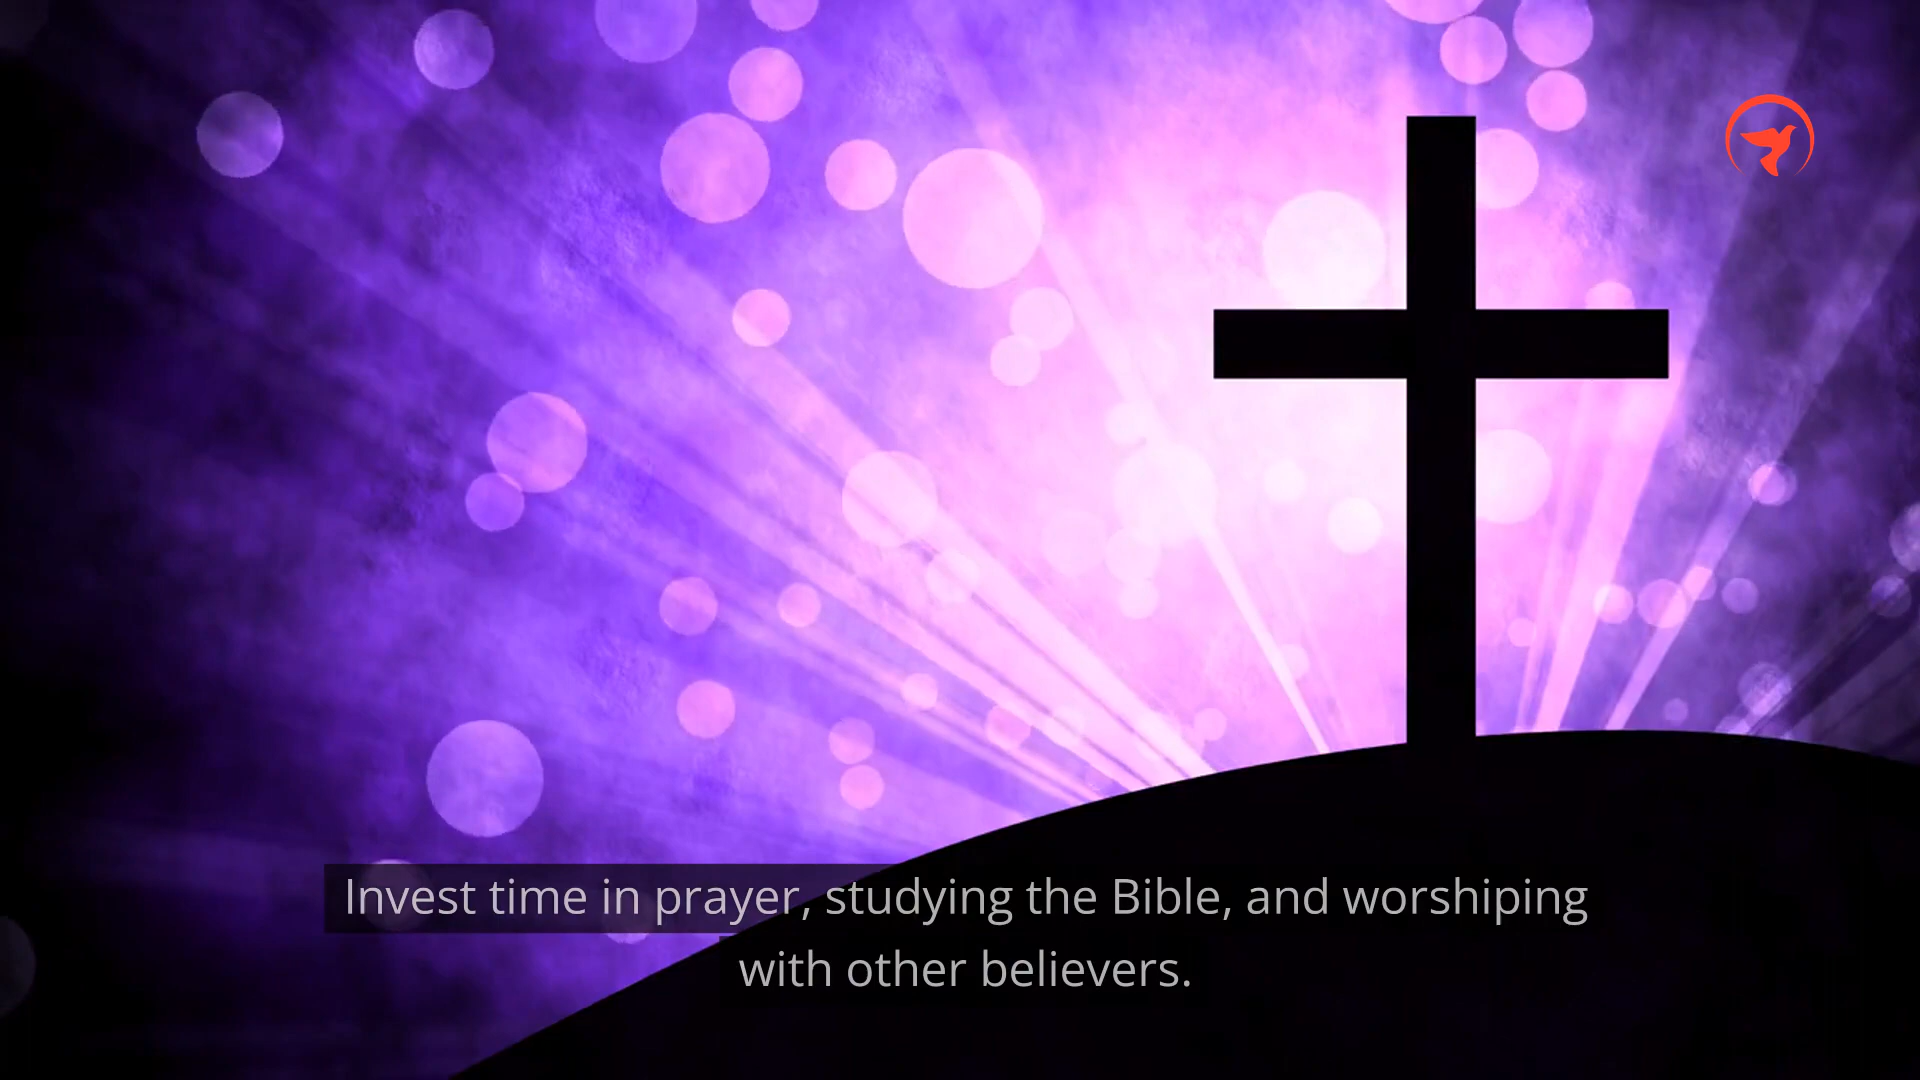 Invest time in prayer, studying the Bible, and worshiping
with other believers.